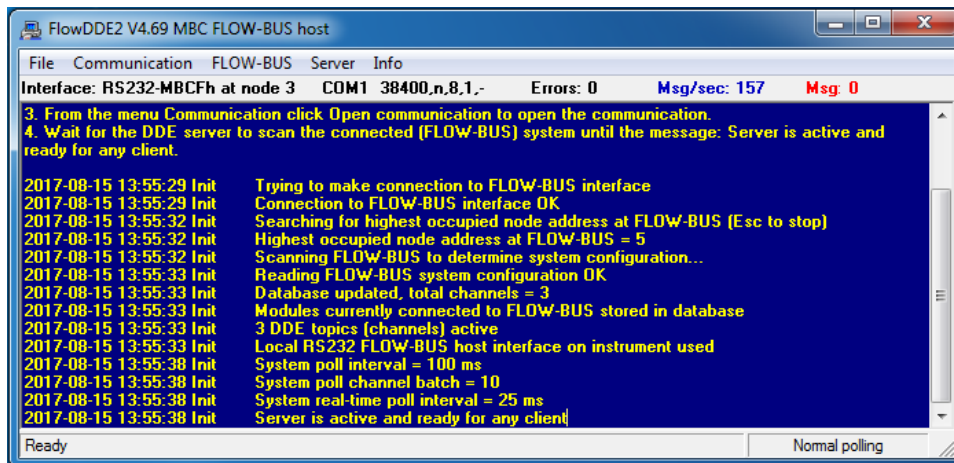 FlowDDE2 V4.69 MBC FLOW-BUS host
File Communication FLOW-BUS Server Info
Interface: RS232-MBCFh at node 3 COM1 38400,n,8,1,- Errors: 0 Msg/sec: 157 Msg: 0
3. From the menu Communication click Open communication to open the communication.
4. Wait for the DDE server to scan the connected (FLOW-BUS) system until the message: Server is active and
ready for any client.
2017-08-15 13:55:29 Init Trying to make connection to FLOW-BUS interface
2017-08-15 13:55:29 Init Connection to FLOW-BUS interface OK
2017-08-15 13:55:32 Init Searching for highest occupied node address at FLOW-BUS (Esc to stop)
2017-08-15 13:55:32 Init Highest occupied node address at FLOW-BUS = 5
2017-08-15 13:55:32 Init Scanning FLOW-BUS to determine system configuration...
2017-08-15 13:55:33 Init Reading FLOW-BUS system configuration OK
2017-08-15 13:55:33 Init Database updated, total channels = 3
2017-08-15 13:55:33 Init Modules currently connected to FLOW-BUS stored in database
2017-08-15 13:55:33 Init 3 DDE topics (channels) active
2017-08-15 13:55:33 Init Local RS232 FLOW-BUS host interface on instrument used
2017-08-15 13:55:38 Init System poll interval = 100 ms
2017-08-15 13:55:38 Init System poll channel batch = 10
2017-08-15 13:55:38 Init System real-time poll interval = 25 ms
2017-08-15 13:55:38 Init Server is active and ready for any client
Ready Normal polling